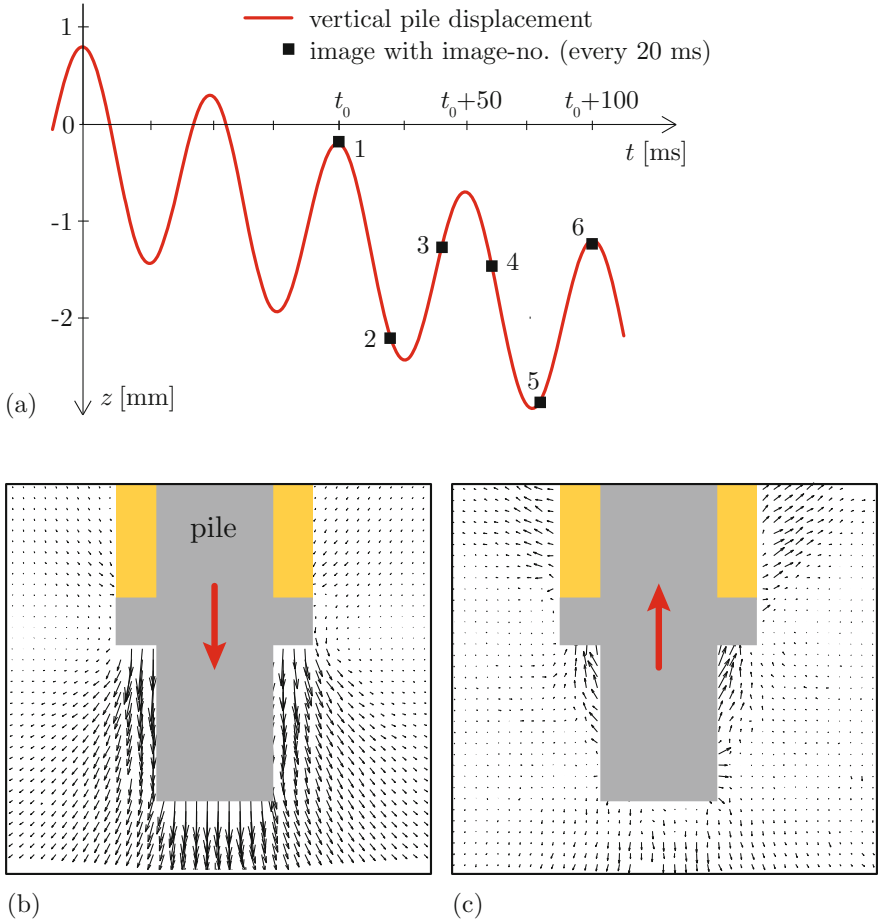 vertical pile displacement
image with image-no. (every 20 ms)
1
t₀ t₀+50 t₀+100
0
t [ms]
1
-1
6
3
4
-2
2
5
(a)
z [mm]
pile
(b)
(c)